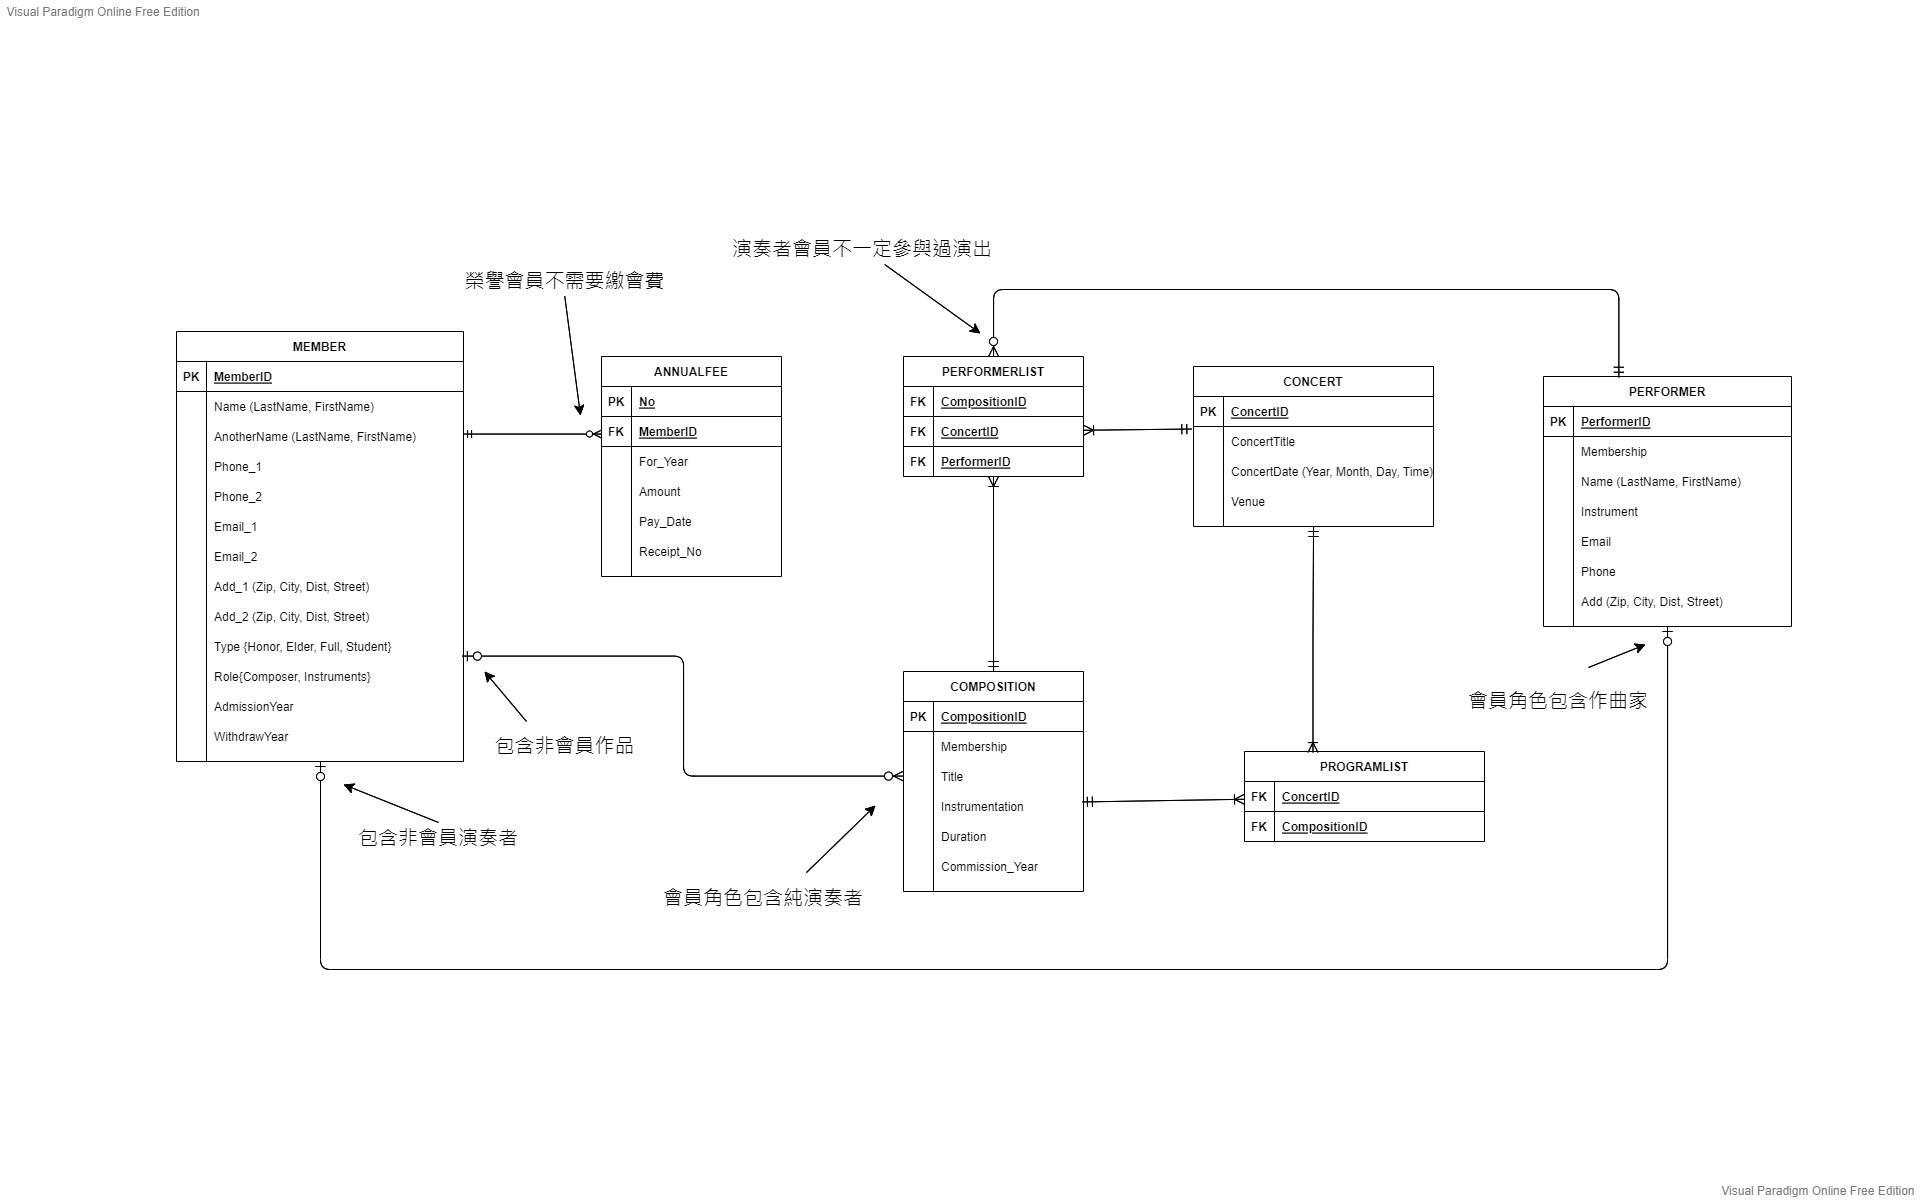 Visual Paradigm Online Free Edition
演奏者會員不一定參與過演出
榮譽會員不需要繳會費
MEMBER
PK MemberID
Name (LastName, FirstName)
AnotherName (LastName, FirstName)
Phone_1
Phone_2
Email_1
Email_2
Add_1 (Zip, City, Dist, Street)
Add_2 (Zip, City, Dist, Street)
Type {Honor, Elder, Full, Student}
Role{Composer, Instruments}
AdmissionYear
WithdrawYear
ANNUALFEE
PK No
FK MemberID
For_Year
Amount
Pay_Date
Receipt_No
PERFORMERLIST
FK CompositionID
FK ConcertID
FK PerformerID
CONCERT
PK ConcertID
ConcertTitle
ConcertDate (Year, Month, Day, Time)
Venue
PERFORMER
PK PerformerID
Membership
Name (LastName, FirstName)
Instrument
Email
Phone
Add (Zip, City, Dist, Street)
會員角色包含作曲家
包含非會員作品
COMPOSITION
PK CompositionID
Membership
Title
Instrumentation
Duration
Commission_Year
PROGRAMLIST
FK ConcertID
FK CompositionID
包含非會員演奏者
會員角色包含純演奏者
Visual Paradigm Online Free Edition